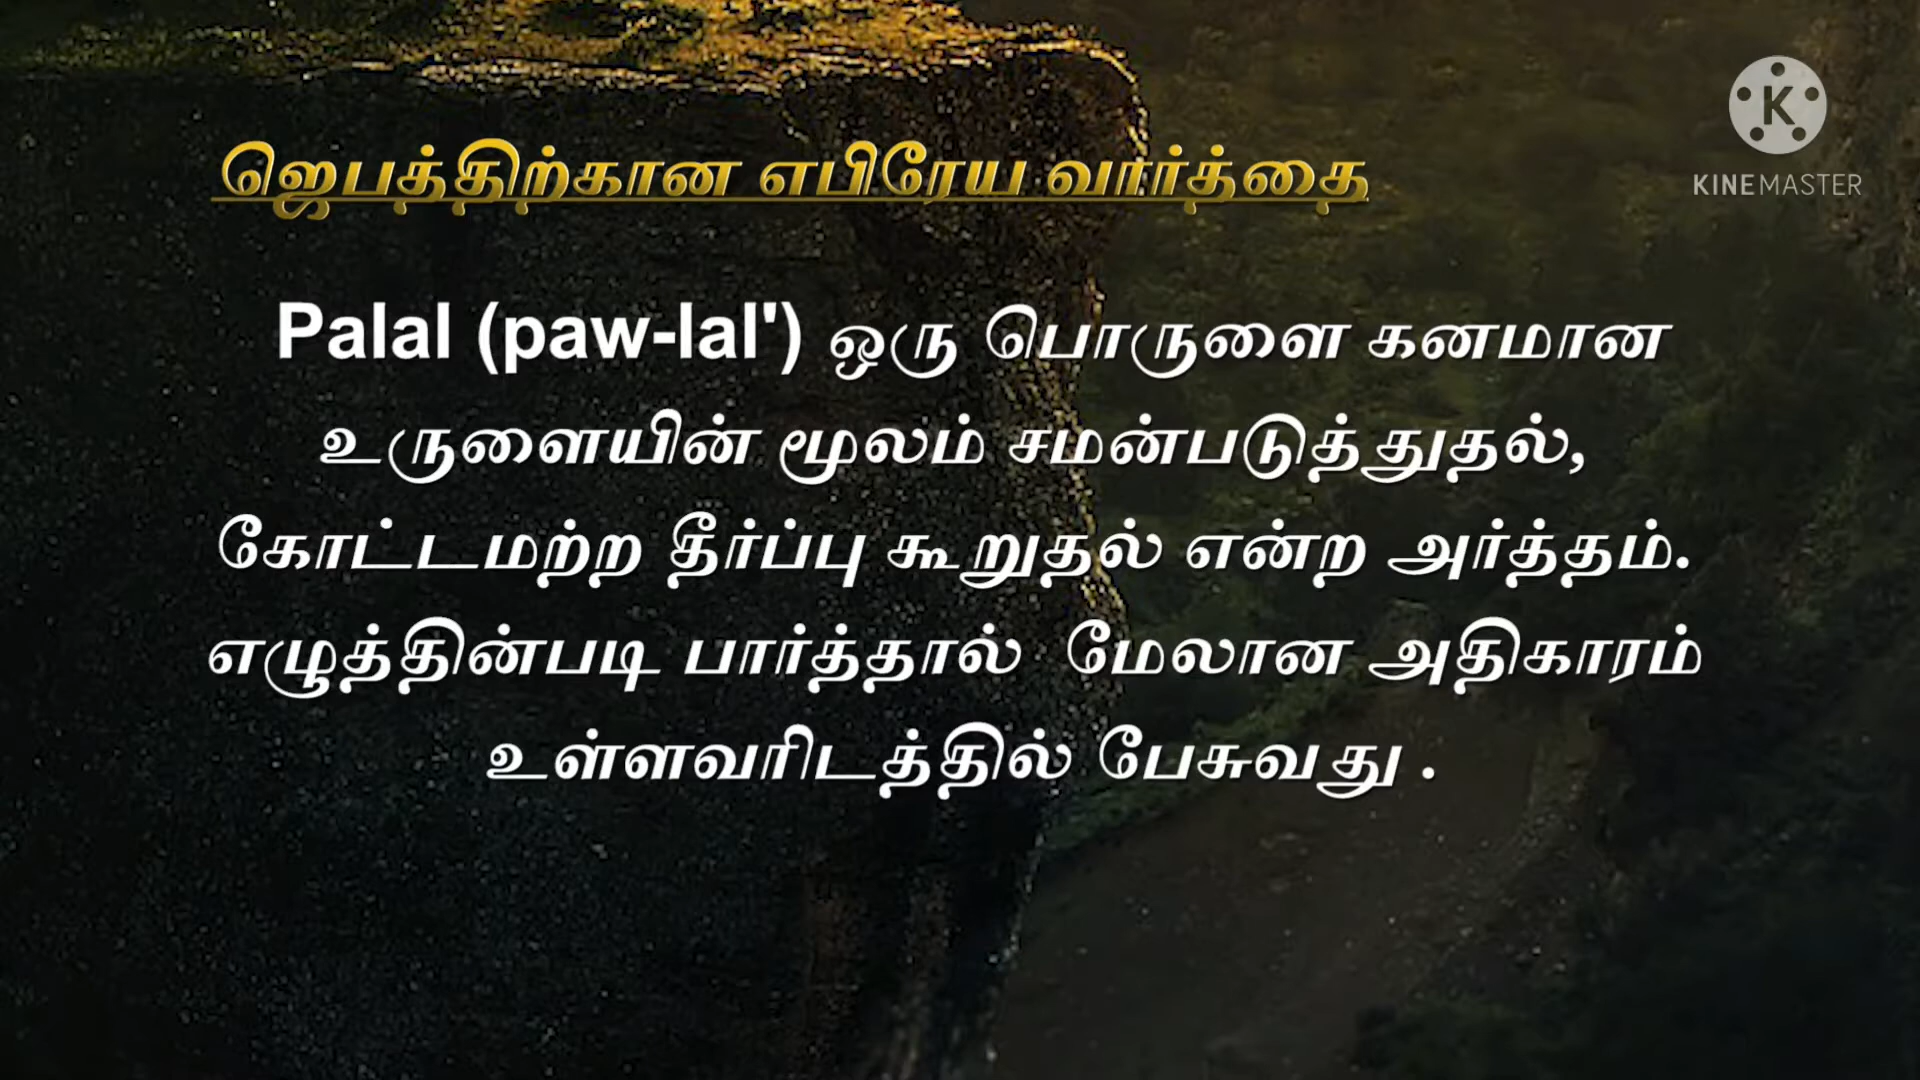 ஜெபத்திற்கான எபிரேய வார்த்தை
K
KINEMASTER
Palal (paw-lal') ஒரு பொருளை கனமான
உருளையின் மூலம் சமன்படுத்துதல்,
கோட்டமற்ற தீர்ப்பு கூறுதல் என்ற அர்த்தம்.
எழுத்தின்படி பார்த்தால் மேலான அதிகாரம்
உள்ளவரிடத்தில் பேசுவது .